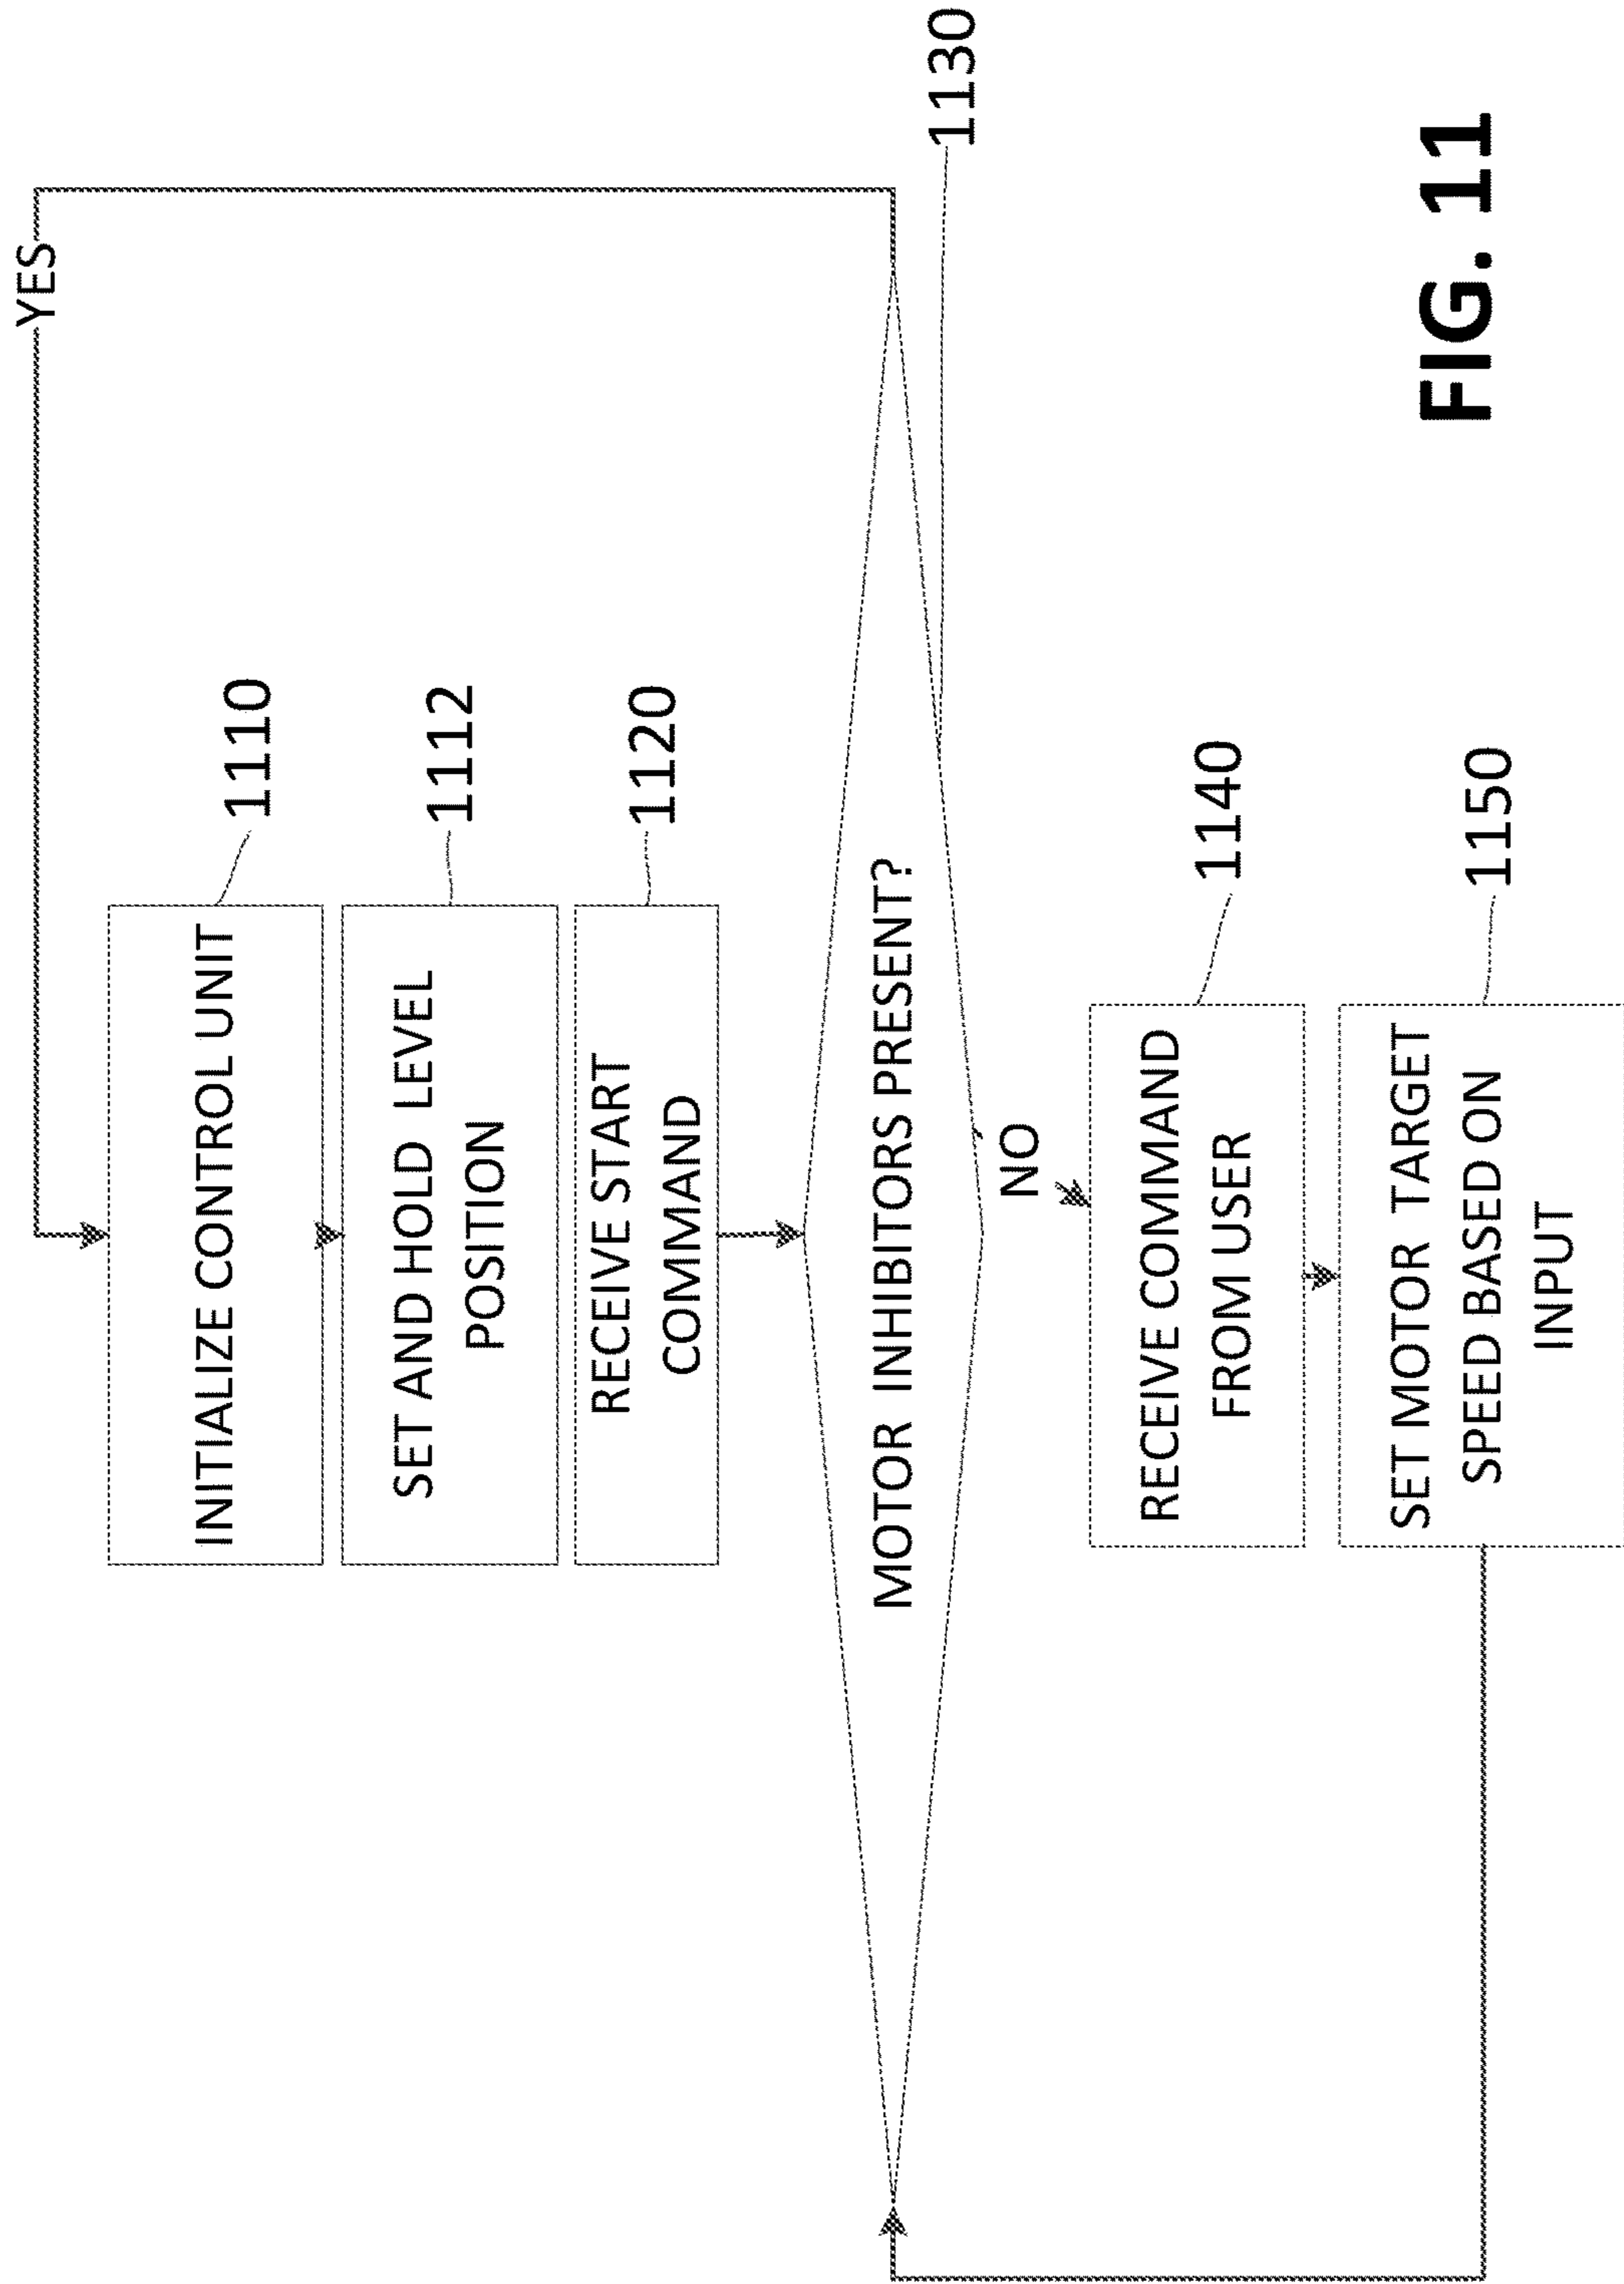 YES
INITIALIZE CONTROL UNIT
1110
SET AND HOLD LEVEL
POSITION
1112
RECEIVE START
COMMAND
1120
MOTOR INHIBITORS PRESENT?
1130
NO
RECEIVE COMMAND
FROM USER
1140
SET MOTOR TARGET
SPEED BASED ON
INPUT
1150
FIG. 11